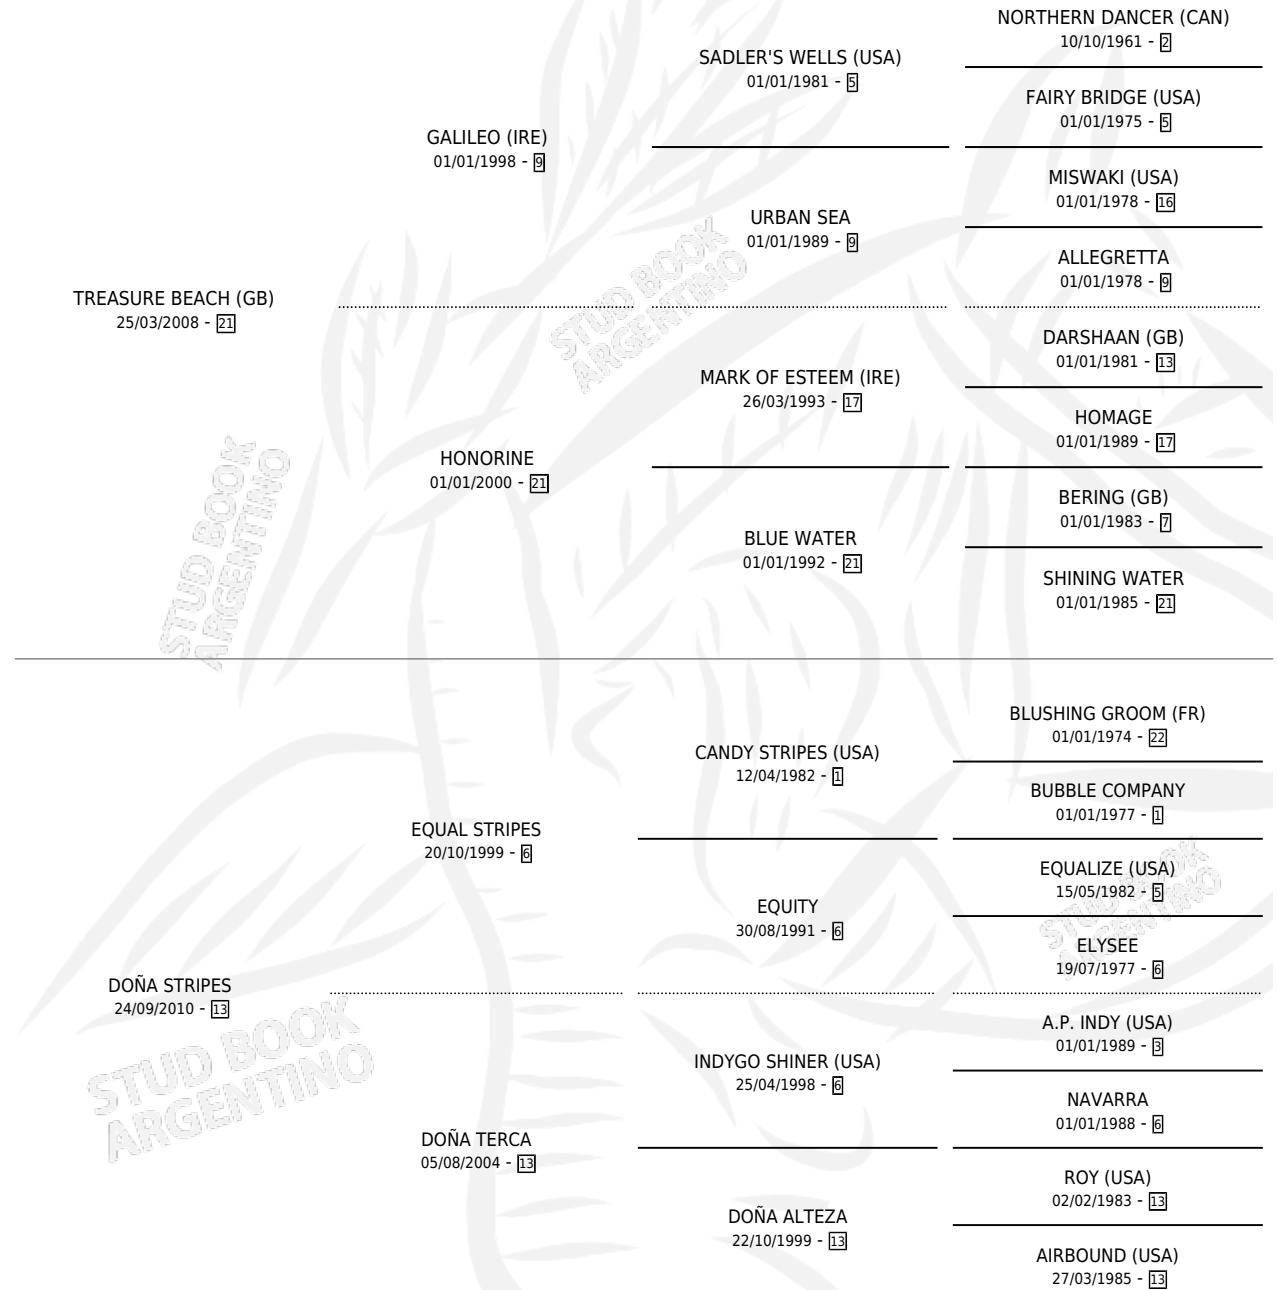 NORTHERN DANCER (CAN)
10/10/1961 - 2
SADLER'S WELLS (USA)
01/01/1981 - 5
FAIRY BRIDGE (USA)
01/01/1975 - 5
GALILEO (IRE)
01/01/1998 - 9
MISWAKI (USA)
01/01/1978 - 16
URBAN SEA
01/01/1989 - 9
ALLEGRETTA
01/01/1978 - 9
TREASURE BEACH (GB)
25/03/2008 - 21
STUD BOOK
ARGENTINO
DARSHAAN (GB)
01/01/1981 - 13
MARK OF ESTEEM (IRE)
26/03/1993 - 17
HOMAGE
01/01/1989 - 17
HONORINE
01/01/2000 - 21
BERING (GB)
01/01/1983 - 7
BLUE WATER
01/01/1992 - 21
SHINING WATER
01/01/1985 - 21
STUD BOOK
ARGENTINO
BLUSHING GROOM (FR)
01/01/1974 - 22
CANDY STRIPES (USA)
12/04/1982 - 1
BUBBLE COMPANY
01/01/1977 - 1
EQUAL STRIPES
20/10/1999 - 6
EQUALIZE (USA)
15/05/1982 - 5
EQUITY
30/08/1991 - 6
STUD BOOK
ARGENTINO
ELYSEE
19/07/1977 - 6
DOÑA STRIPES
24/09/2010 - 13
A.P. INDY (USA)
01/01/1989 - 3
INDYGO SHINER (USA)
25/04/1998 - 6
NAVARRA
01/01/1988 - 6
STUD BOOK
ARGENTINO
DOÑA TERCA
05/08/2004 - 13
ROY (USA)
02/02/1983 - 13
DOÑA ALTEZA
22/10/1999 - 13
AIRBOUND (USA)
27/03/1985 - 13